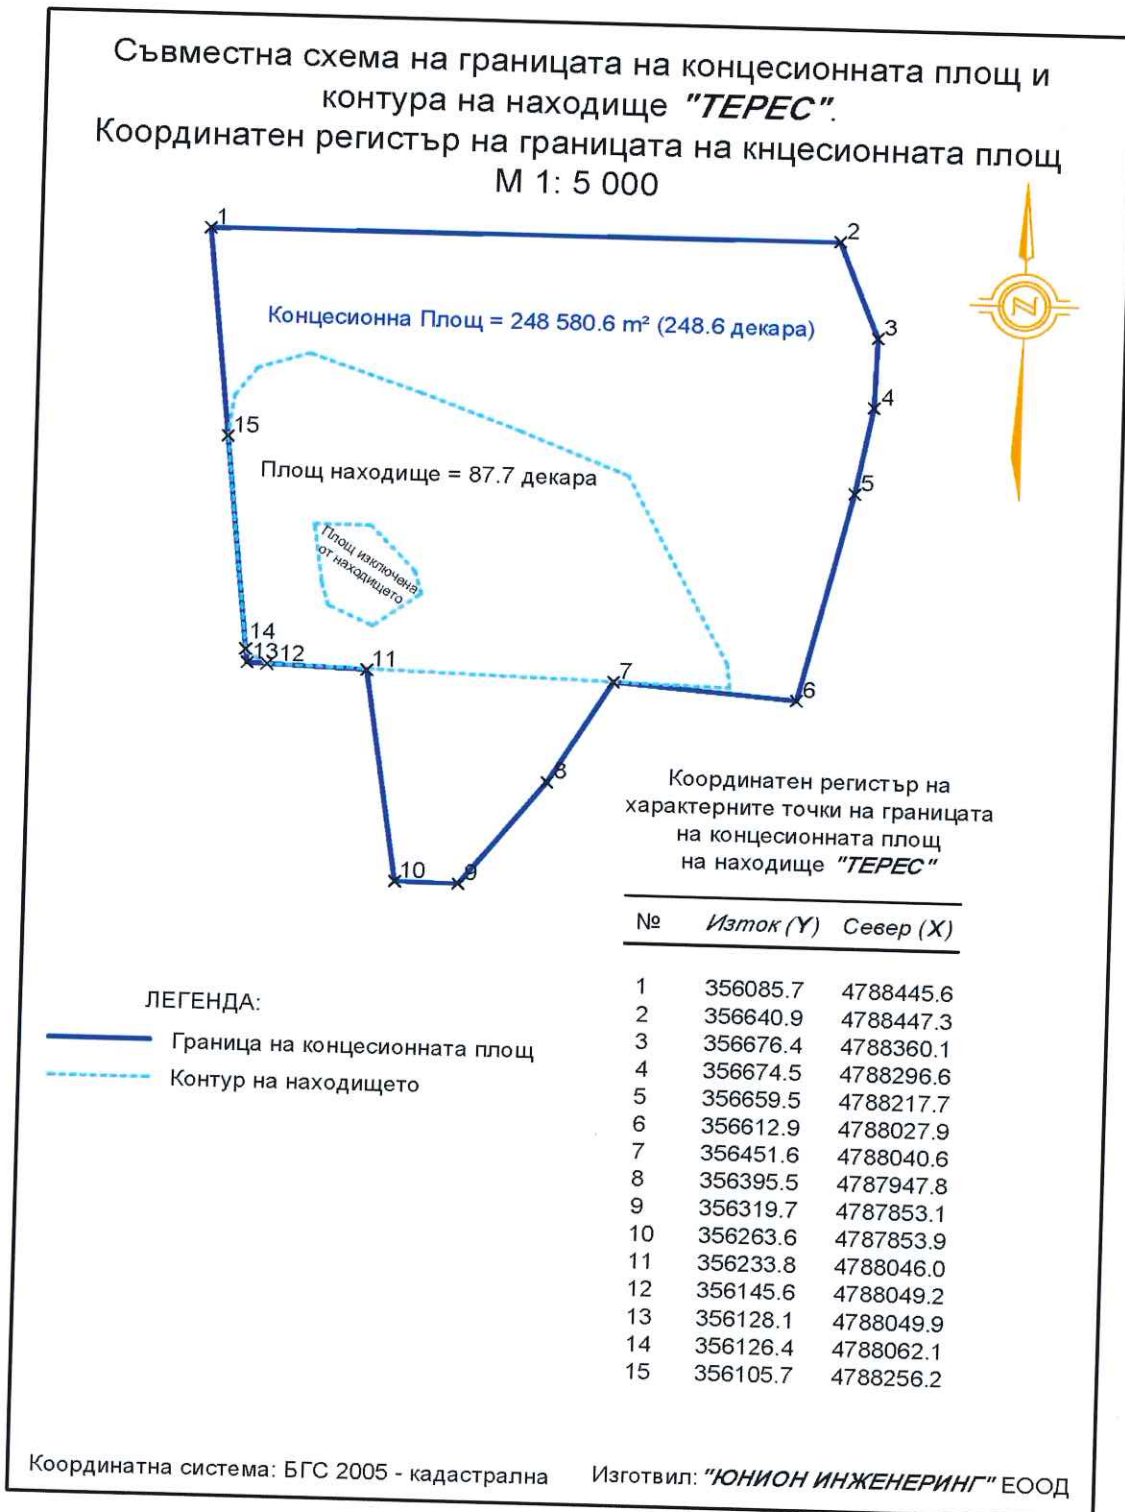 Съвместна схема на границата на концесионната площ и
контура на находище "ТЕРЕС".
Координатен регистър на границата на кнцесионната площ
М 1: 5 000
1
2
Концесионна Площ = 248 580.6 m² (248.6 декара)
N
3
4
15
Площ находище = 87.7 декара
5
Площ изключена
от находището
14
13 12
11
7
6
8
10
9
Координатен регистър на
характерните точки на границата
на концесионната площ
на находище "ТЕРЕС"
№ Изток (Y) Север (X)
1 356085.7 4788445.6
2 356640.9 4788447.3
3 356676.4 4788360.1
4 356674.5 4788296.6
5 356659.5 4788217.7
6 356612.9 4788027.9
7 356451.6 4788040.6
8 356395.5 4787947.8
9 356319.7 4787853.1
10 356263.6 4787853.9
11 356233.8 4788046.0
12 356145.6 4788049.2
13 356128.1 4788049.9
14 356126.4 4788062.1
15 356105.7 4788256.2
ЛЕГЕНДА:
Граница на концесионната площ
Контур на находището
Координатна система: БГС 2005 - кадастрална
Изготвил: "ЮНИОН ИНЖЕНЕРИНГ" ЕООД